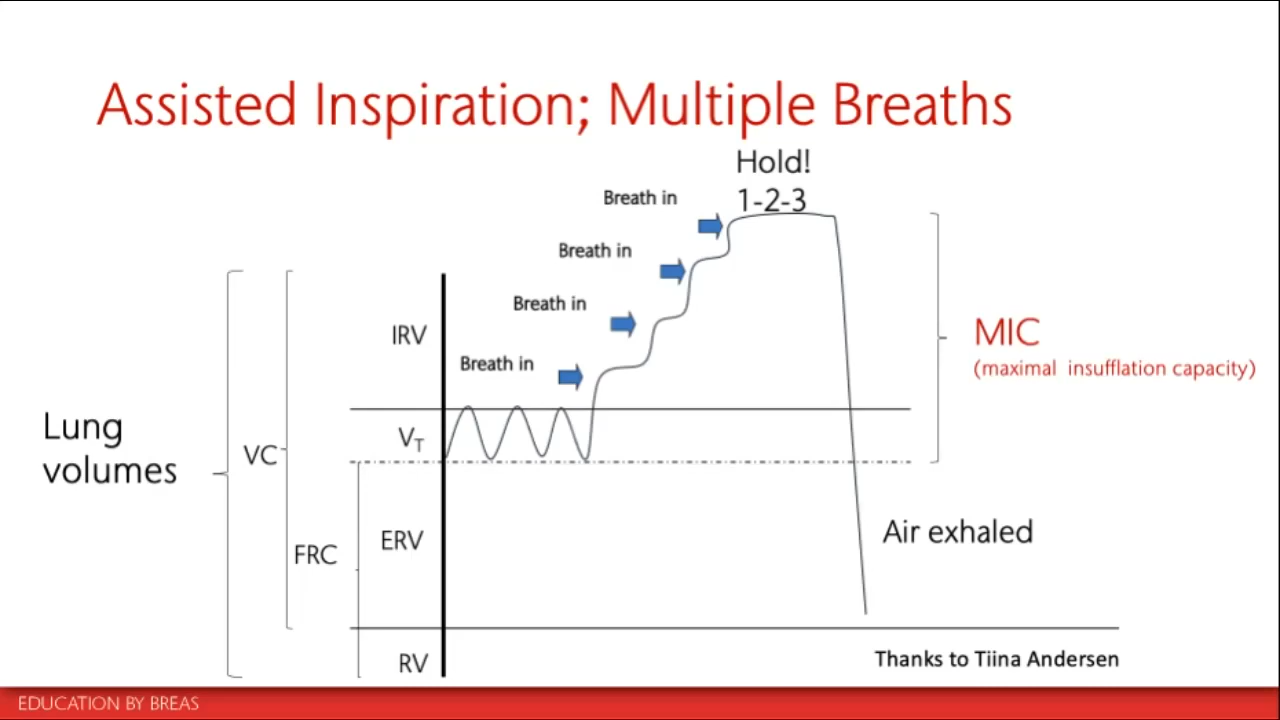 Assisted Inspiration; Multiple Breaths
Hold!
1-2-3
Breath in
Breath in
Breath in
Breath in
IRV
MIC
(maximal insufflation capacity)
Lung
volumes
VC
VT
FRC
ERV
Air exhaled
RV
Thanks to Tiina Andersen
EDUCATION BY BREAS